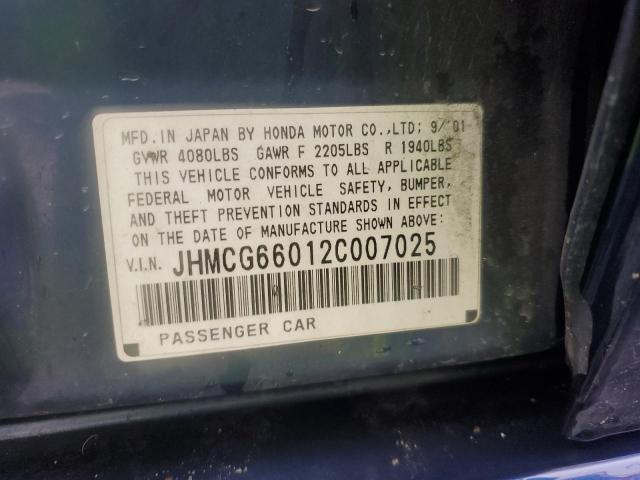 MFD.IN JAPAN BY HONDA MOTOR CO.,LTD; 9/'01
GVWR 4080LBS GAWR F 2205LBS R 1940LBS
THIS VEHICLE CONFORMS TO ALL APPLICABLE
FEDERAL MOTOR VEHICLE SAFETY, BUMPER,
AND THEFT PREVENTION STANDARDS IN EFFECT
ON THE DATE OF MANUFACTURE SHOWN ABOVE:
V.I.N. JHMCG66012C007025
PASSENGER CAR